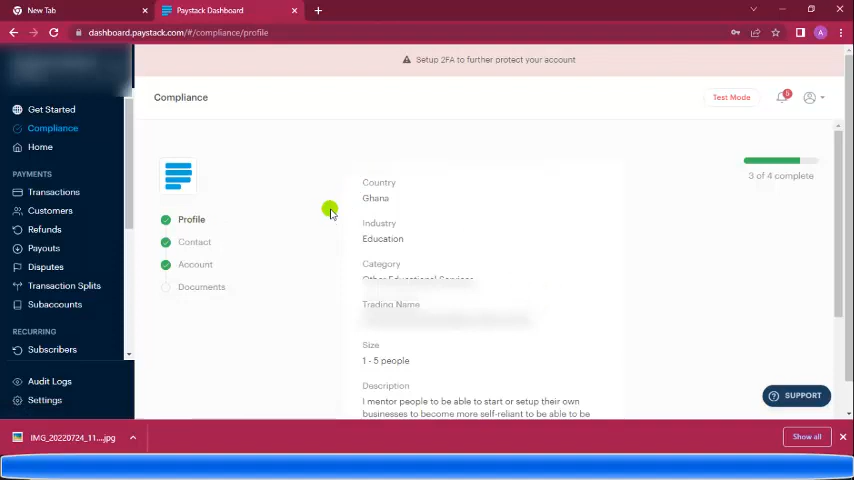 New Tab
Paystack Dashboard
dashboard.paystack.com/#/compliance/profile
A
Setup 2FA to further protect your account
Get Started
Compliance
Home
PAYMENTS
Transactions
Customers
Refunds
Payouts
Disputes
Transaction Splits
Subaccounts
RECURRING
Subscribers
Audit Logs
Settings
Compliance
Test Mode
5
3 of 4 complete
Profile
Contact
Account
Documents
Country
Ghana
Industry
Education
Category
Other Educational Services
Trading Name
Size
1 - 5 people
Description
I mentor people to be able to start or setup their own
businesses to become more self-reliant to be able to be
SUPPORT
IMG_20220724_11....jpg
Show all